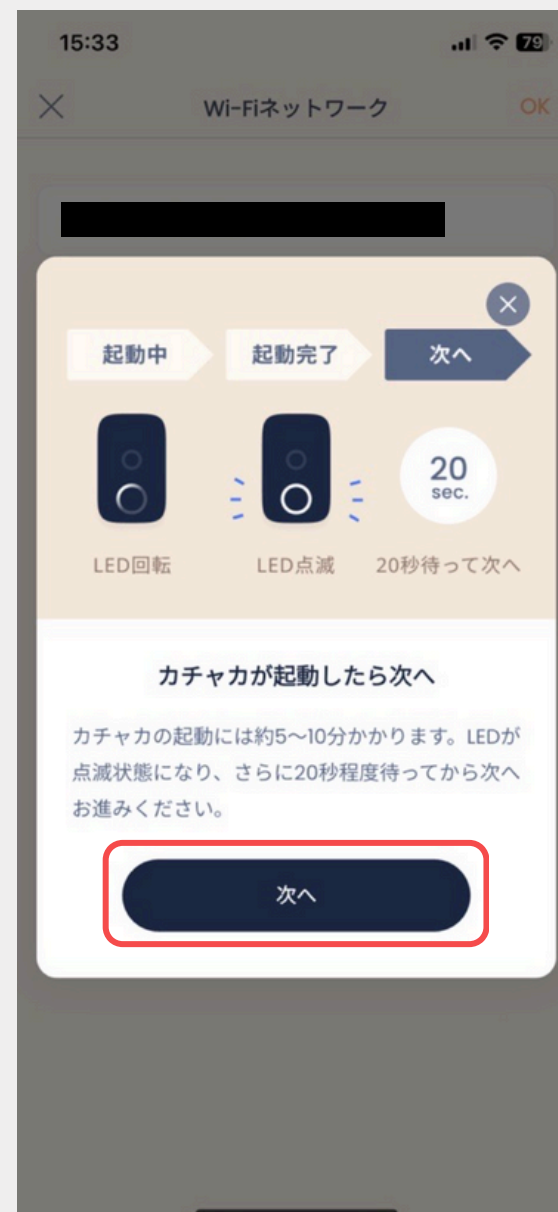 15:33
79
Wi-Fiネットワーク
OK
起動中
起動完了
次へ
20
sec.
LED回転
LED点滅
20秒待って次へ
カチャカが起動したら次へ
カチャカの起動には約5〜10分かかります。LEDが
点滅状態になり、さらに20秒程度待ってから次へ
お進みください。
次へ